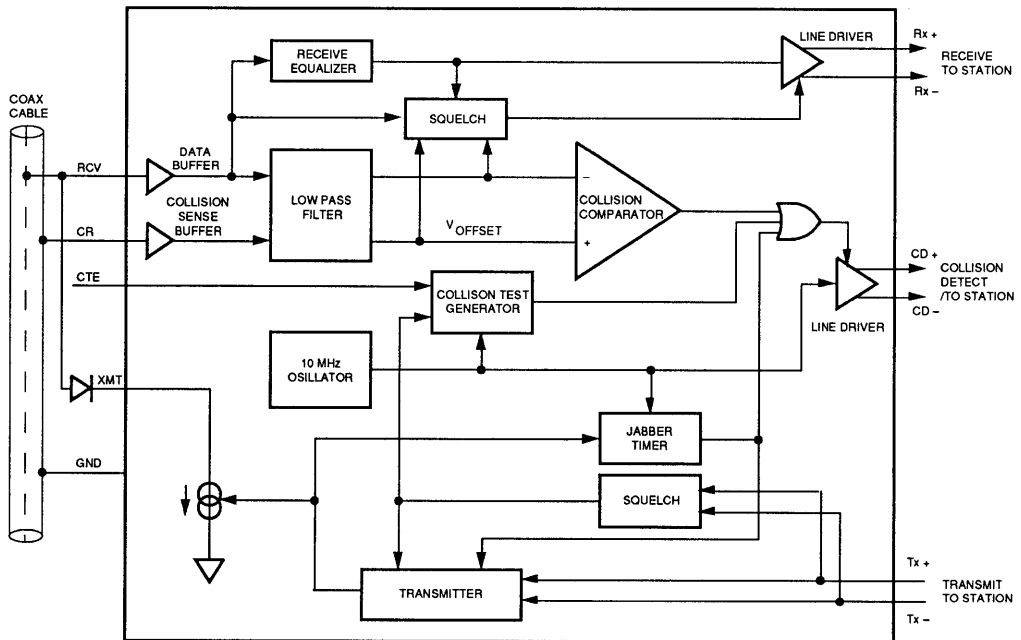 RECEIVE
EQUALIZER
LINE DRIVER
Rx +
RECEIVE
TO STATION
Rx –
COAX
CABLE
SQUELCH
RCV
DATA
BUFFER
COLLISION
SENSE
BUFFER
CR
LOW PASS
FILTER
–
COLLISION
COMPARATOR
V OFFSET
+
CTE
COLLISON TEST
GENERATOR
CD +
COLLISION
DETECT
/TO STATION
CD –
LINE DRIVER
10 MHz
OSILLATOR
XMT
JABBER
TIMER
GND
SQUELCH
TRANSMITTER
Tx +
TRANSMIT
TO STATION
Tx –